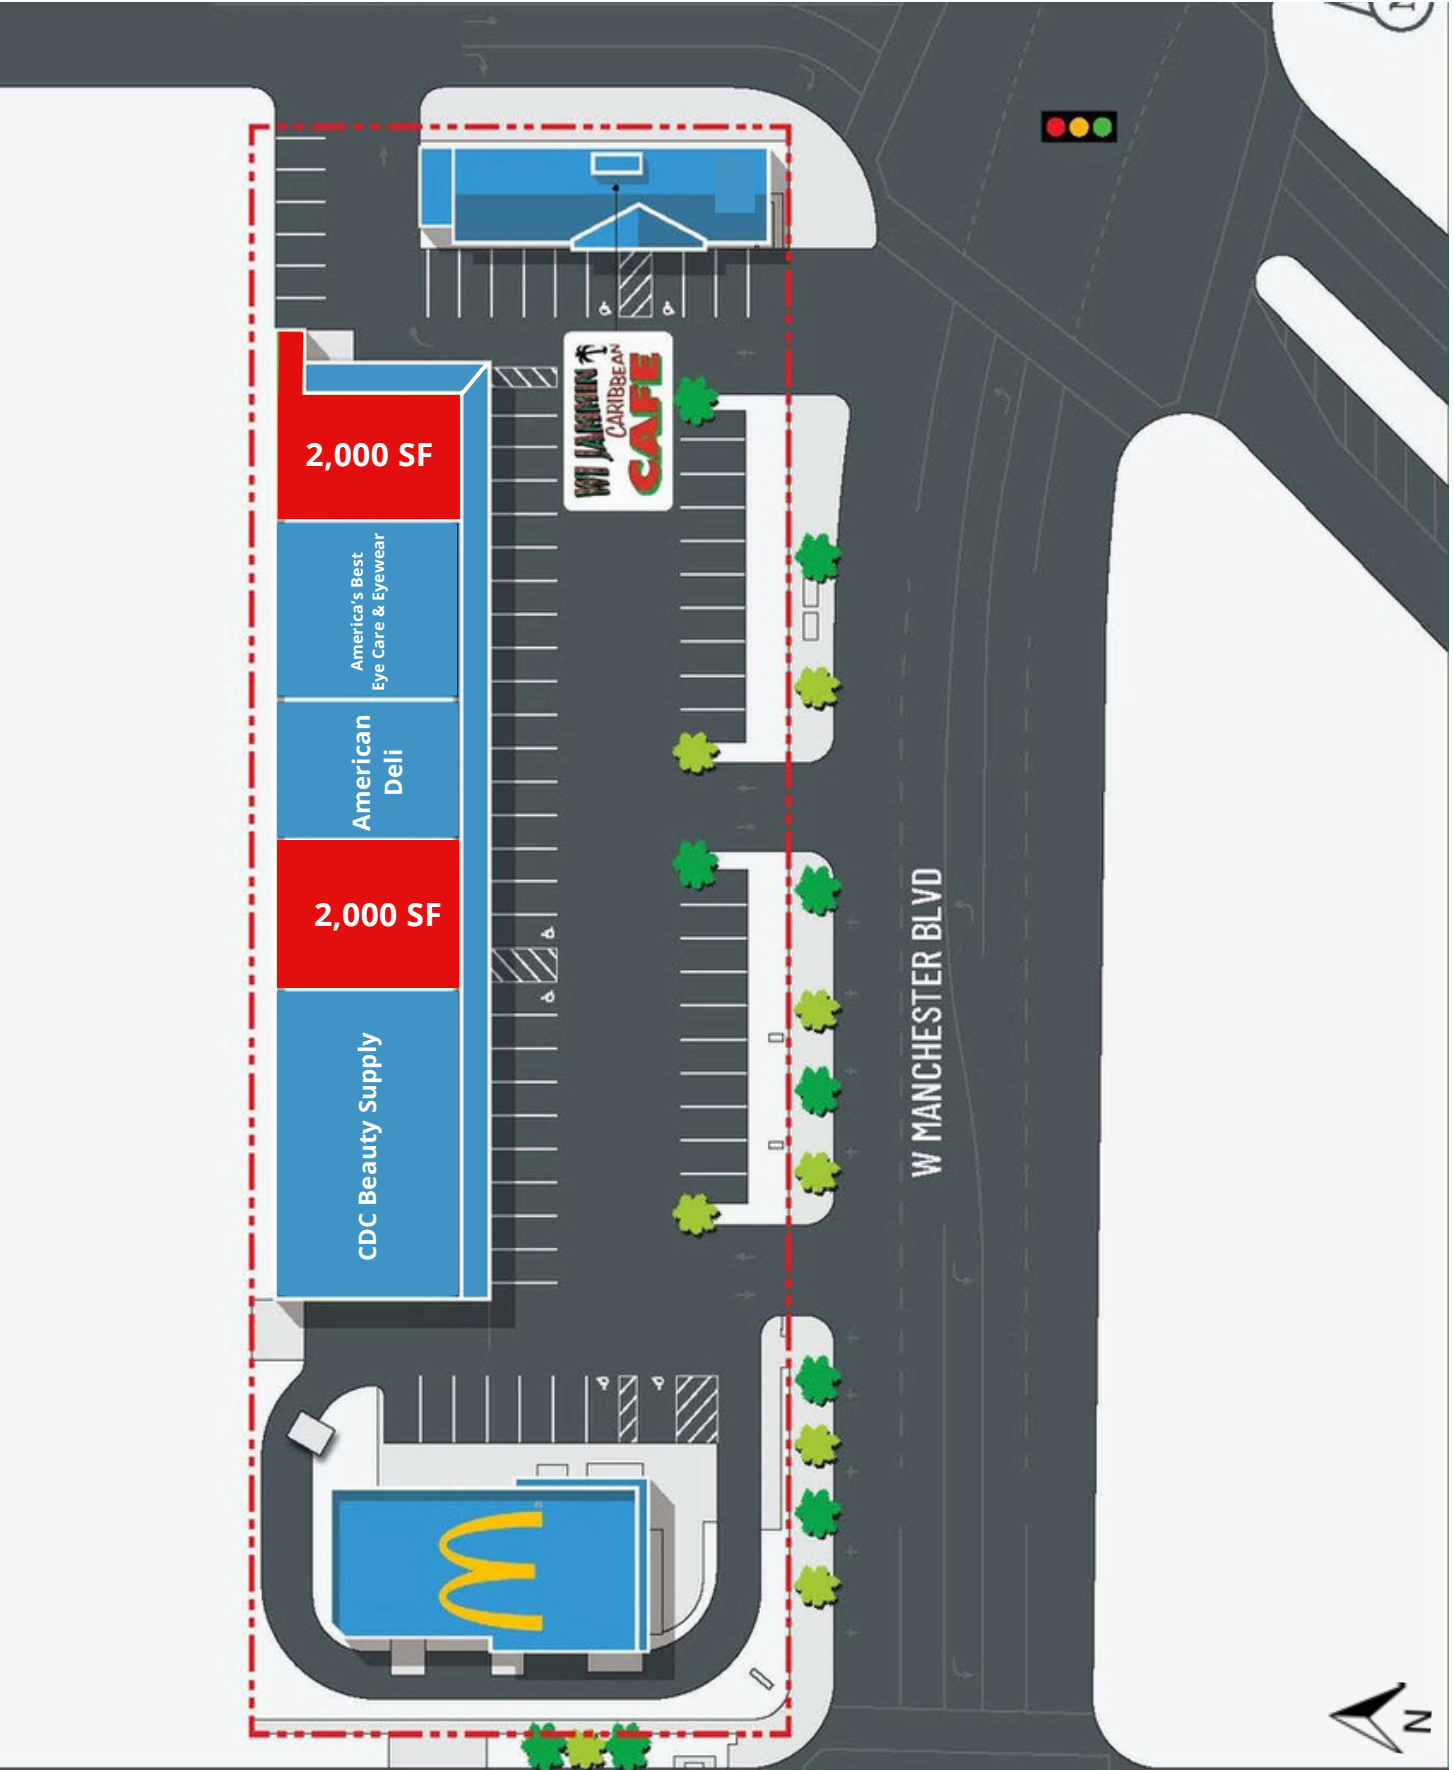 WI JAMMIN
CARIBBEAN
CAFE
2,000 SF
America's Best
Eye Care & Eyewear
American
Deli
2,000 SF
CDC Beauty Supply
W MANCHESTER BLVD
N